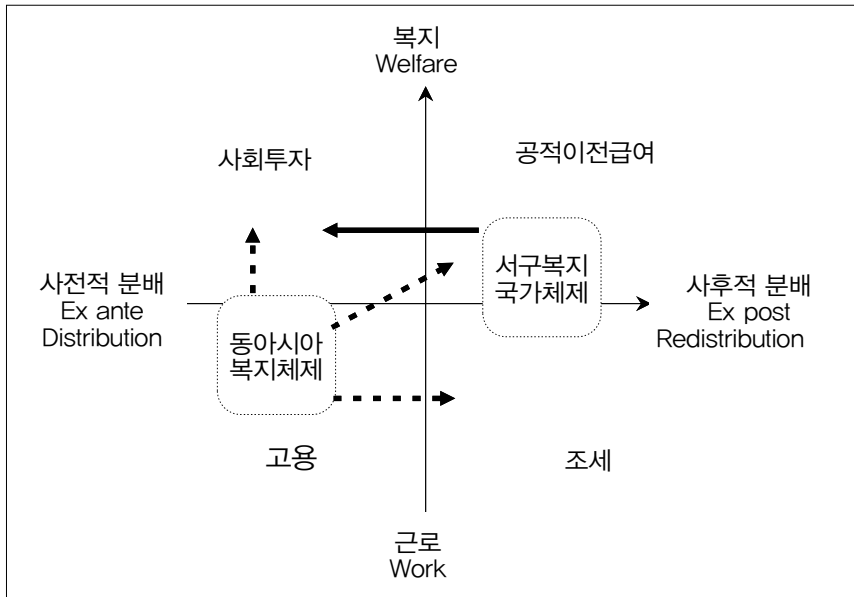 복지
Welfare
사회투자
공적이전급여
사전적 분배
Ex ante
Distribution
서구복지
국가체제
사후적 분배
Ex post
Redistribution
동아시아
복지체제
고용
조세
근로
Work